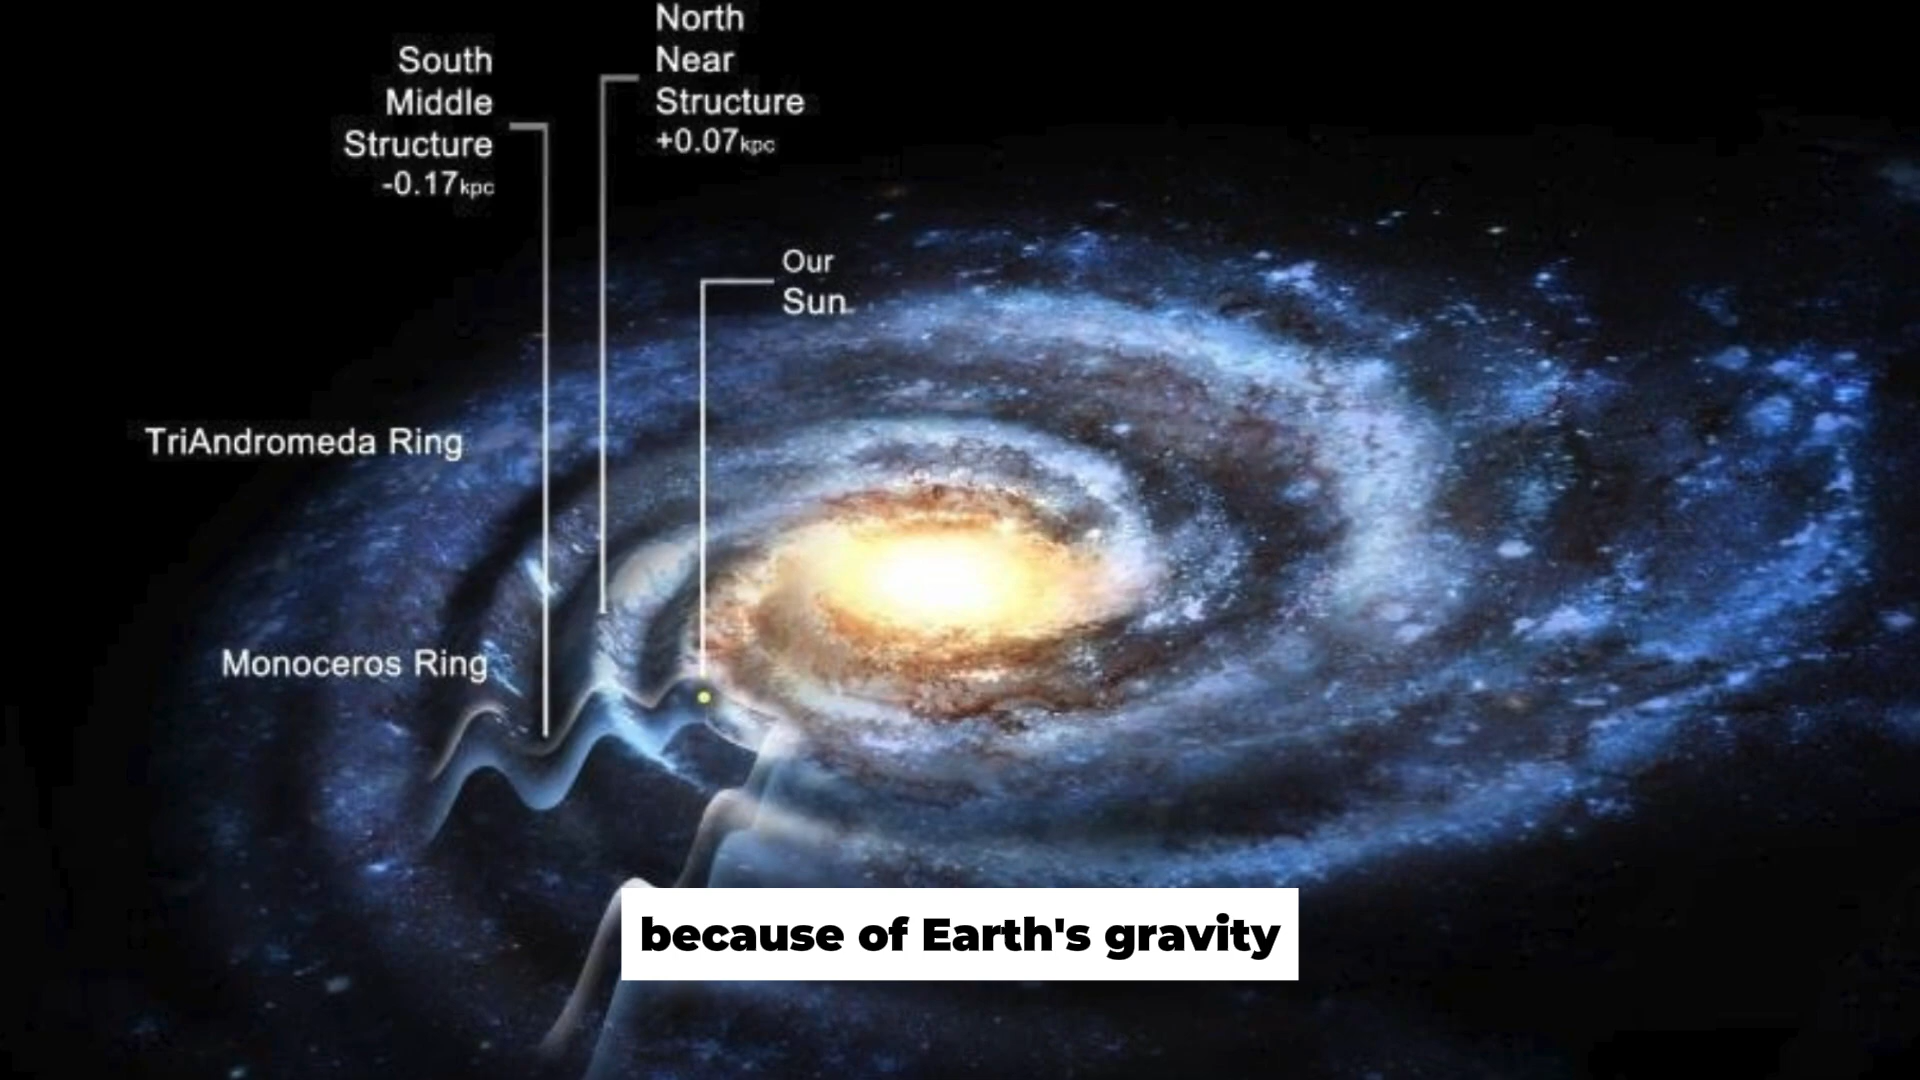 South
Middle
Structure
-0.17kpc
North
Near
Structure
+0.07kpc
Our
Sun
TriAndromeda Ring
Monoceros Ring
because of Earth's gravity